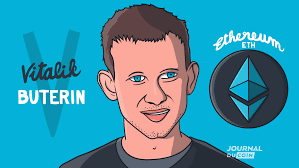 Vitalik
BUTERIN
Ethereum
ETH
JOURNAL
DU COIN